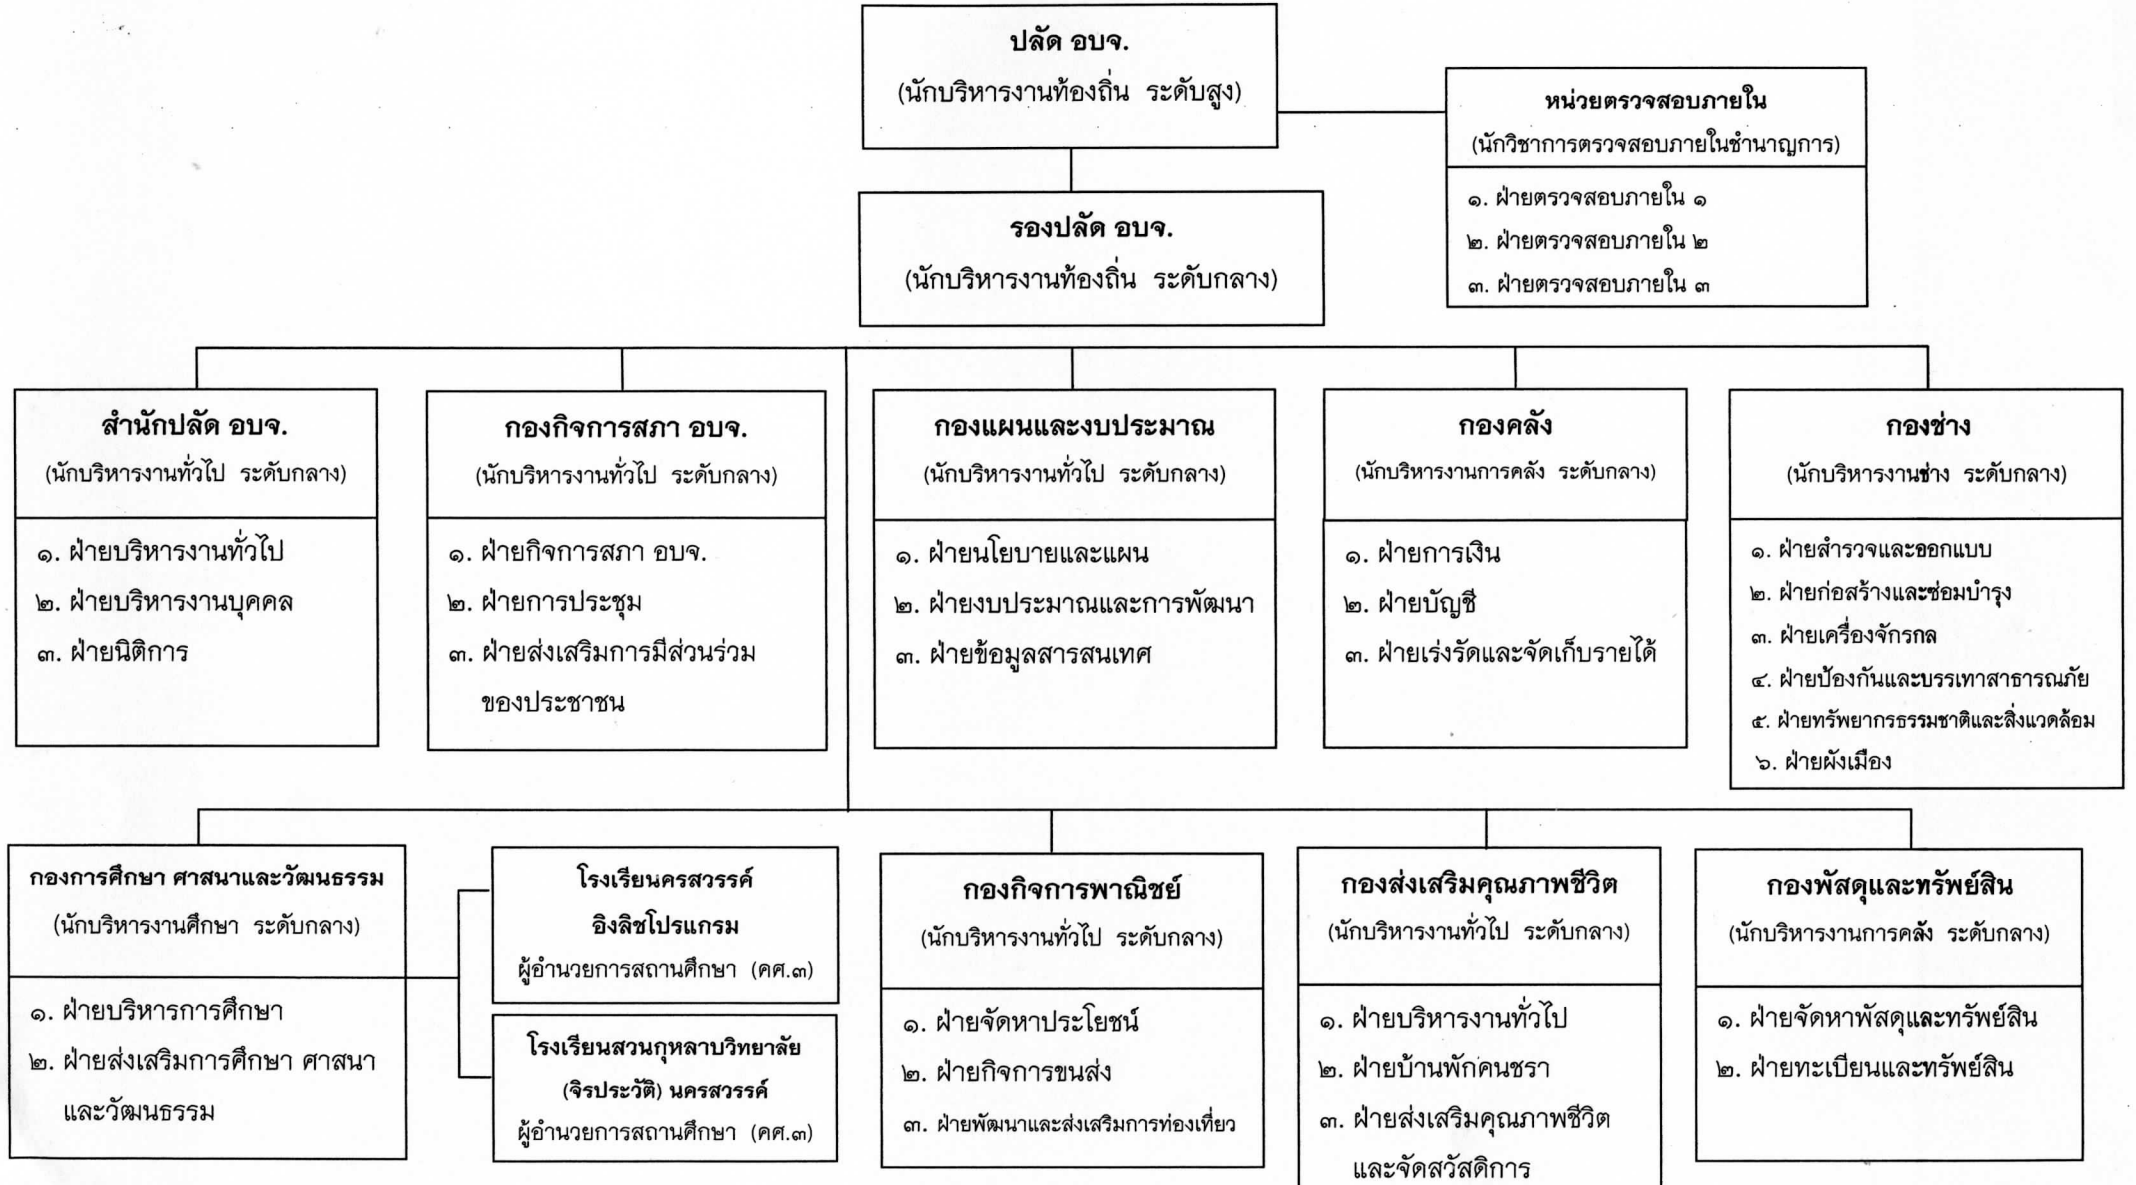 ปลัด อบจ.
(นักบริหารงานท้องถิ่น ระดับสูง)
หน่วยตรวจสอบภายใน
(นักวิชาการตรวจสอบภายในชำนาญการ)
๑. ฝ่ายตรวจสอบภายใน ๑
๒. ฝ่ายตรวจสอบภายใน ๒
๓. ฝ่ายตรวจสอบภายใน ๓
รองปลัด อบจ.
(นักบริหารงานท้องถิ่น ระดับกลาง)
สำนักปลัด อบจ.
(นักบริหารงานทั่วไป ระดับกลาง)
๑. ฝ่ายบริหารงานทั่วไป
๒. ฝ่ายบริหารงานบุคคล
๓. ฝ่ายนิติการ
กองกิจการสภา อบจ.
(นักบริหารงานทั่วไป ระดับกลาง)
๑. ฝ่ายกิจการสภา อบจ.
๒. ฝ่ายการประชุม
๓. ฝ่ายส่งเสริมการมีส่วนร่วม
ของประชาชน
กองแผนและงบประมาณ
(นักบริหารงานทั่วไป ระดับกลาง)
๑. ฝ่ายนโยบายและแผน
๒. ฝ่ายงบประมาณและการพัฒนา
๓. ฝ่ายข้อมูลสารสนเทศ
กองคลัง
(นักบริหารงานการคลัง ระดับกลาง)
๑. ฝ่ายการเงิน
๒. ฝ่ายบัญชี
๓. ฝ่ายเร่งรัดและจัดเก็บรายได้
กองช่าง
(นักบริหารงานช่าง ระดับกลาง)
๑. ฝ่ายสำรวจและออกแบบ
๒. ฝ่ายก่อสร้างและซ่อมบำรุง
๓. ฝ่ายเครื่องจักรกล
๔. ฝ่ายป้องกันและบรรเทาสาธารณภัย
๕. ฝ่ายทรัพยากรธรรมชาติและสิ่งแวดล้อม
๖. ฝ่ายผังเมือง
กองการศึกษา ศาสนาและวัฒนธรรม
(นักบริหารงานศึกษา ระดับกลาง)
๑. ฝ่ายบริหารการศึกษา
๒. ฝ่ายส่งเสริมการศึกษา ศาสนา
และวัฒนธรรม
โรงเรียนครสวรรค์
อิงลิชโปรแกรม
ผู้อำนวยการสถานศึกษา (คศ.๓)
โรงเรียนสวนกุหลาบวิทยาลัย
(จิรประวัติ) นครสวรรค์
ผู้อำนวยการสถานศึกษา (คศ.๓)
กองกิจการพาณิชย์
(นักบริหารงานทั่วไป ระดับกลาง)
๑. ฝ่ายจัดหาประโยชน์
๒. ฝ่ายกิจการขนส่ง
๓. ฝ่ายพัฒนาและส่งเสริมการท่องเที่ยว
กองส่งเสริมคุณภาพชีวิต
(นักบริหารงานทั่วไป ระดับกลาง)
๑. ฝ่ายบริหารงานทั่วไป
๒. ฝ่ายบ้านพักคนชรา
๓. ฝ่ายส่งเสริมคุณภาพชีวิต
และจัดสวัสดิการ
กองพัสดุและทรัพย์สิน
(นักบริหารงานการคลัง ระดับกลาง)
๑. ฝ่ายจัดหาพัสดุและทรัพย์สิน
๒. ฝ่ายทะเบียนและทรัพย์สิน